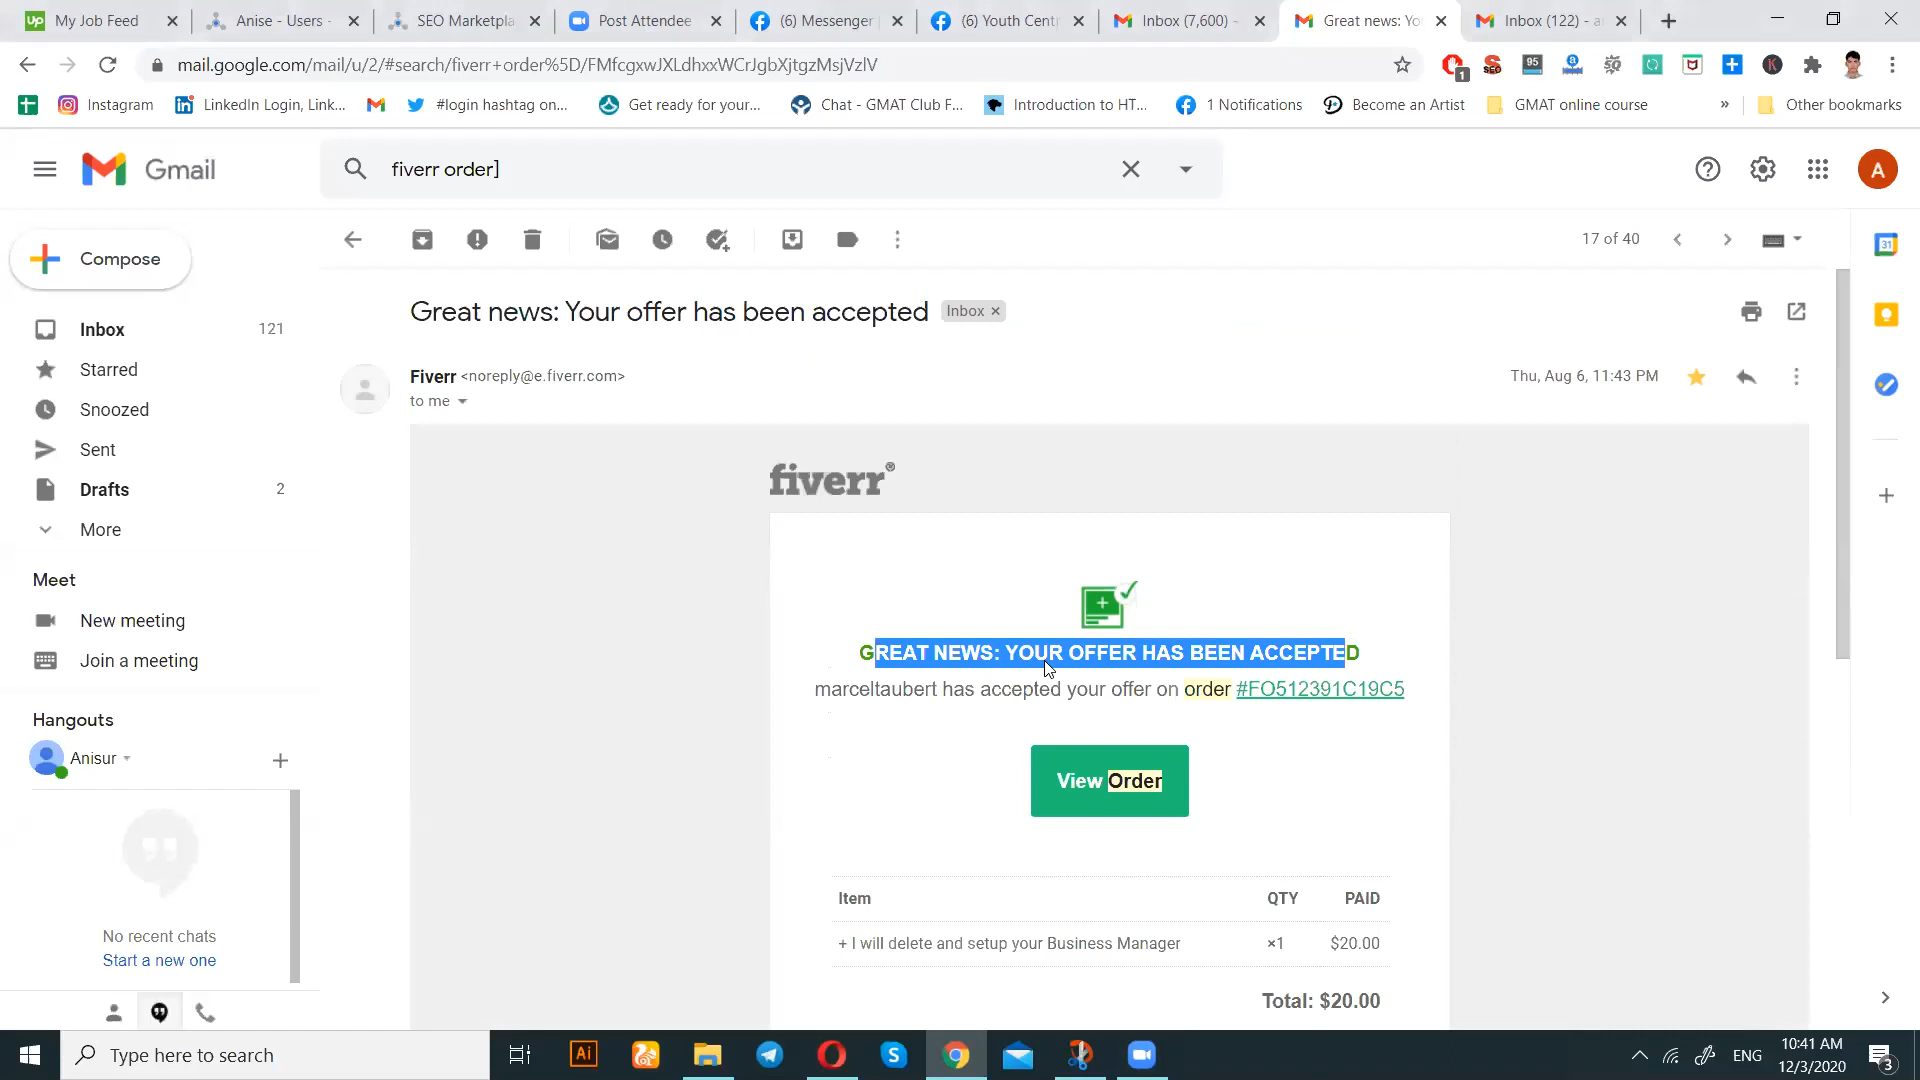 My Job Feed
Anise - Users -
SEO Marketpla
Post Attendee
(6) Messenger
(6) Youth Cent
Inbox (7,600) -
Great news: Yo
Inbox (122) - a
mail.google.com/mail/u/2/#search/fiverr+order%5D/FMfcgxwJXLdhxxWCrJgbXjtgzMsjVzlV
Instagram
LinkedIn Login, Link...
#login hashtag on...
Get ready for your...
Chat - GMAT Club F...
Introduction to HT...
1 Notifications
Become an Artist
GMAT online course
»
Other bookmarks
Gmail
fiverr order]
A
Compose
17 of 40
Great news: Your offer has been accepted
Inbox ×
Inbox 121
Starred
Snoozed
Sent
Drafts 2
More
Fiverr <noreply@e.fiverr.com>
Thu, Aug 6, 11:43 PM
to me
fiverr®
GREAT NEWS: YOUR OFFER HAS BEEN ACCEPTED
marceltaubert has accepted your offer on order #FO512391C19C5
View Order
Item QTY PAID
+ I will delete and setup your Business Manager ×1 $20.00
Total: $20.00
Meet
New meeting
Join a meeting
Hangouts
Anisur
No recent chats
Start a new one
Type here to search
Ai
ENG
10:41 AM
12/3/2020
3